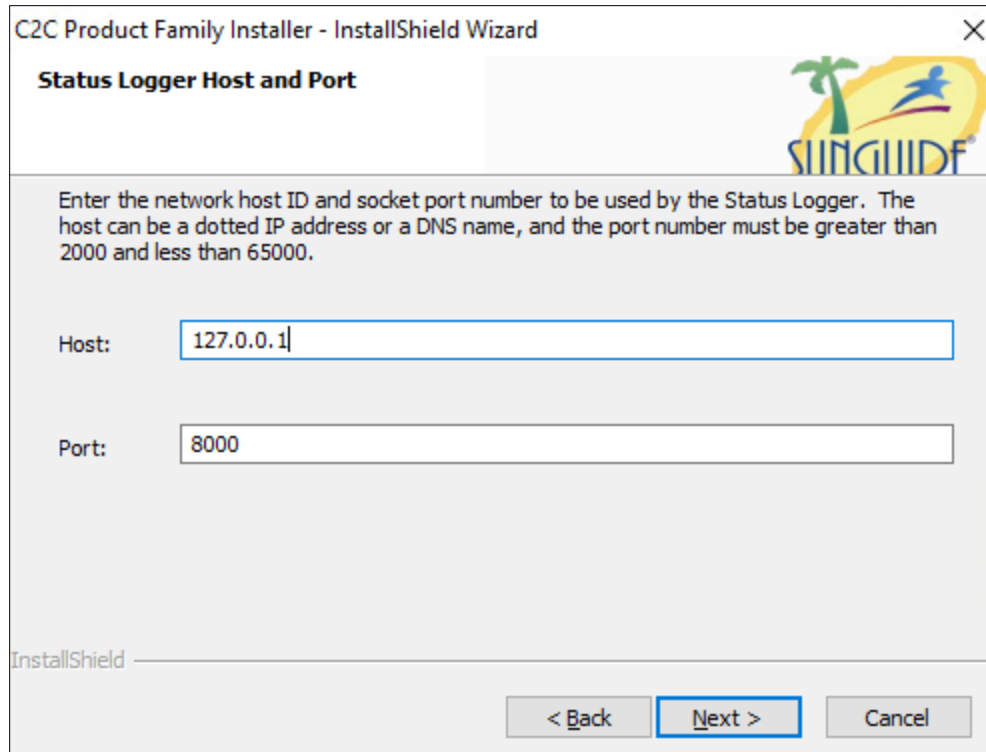 C2C Product Family Installer - InstallShield Wizard
Status Logger Host and Port
SUNGUIDE®
Enter the network host ID and socket port number to be used by the Status Logger.  The
host can be a dotted IP address or a DNS name, and the port number must be greater than
2000 and less than 65000.
Host:
127.0.0.1
Port:
8000
InstallShield
< Back
Next >
Cancel